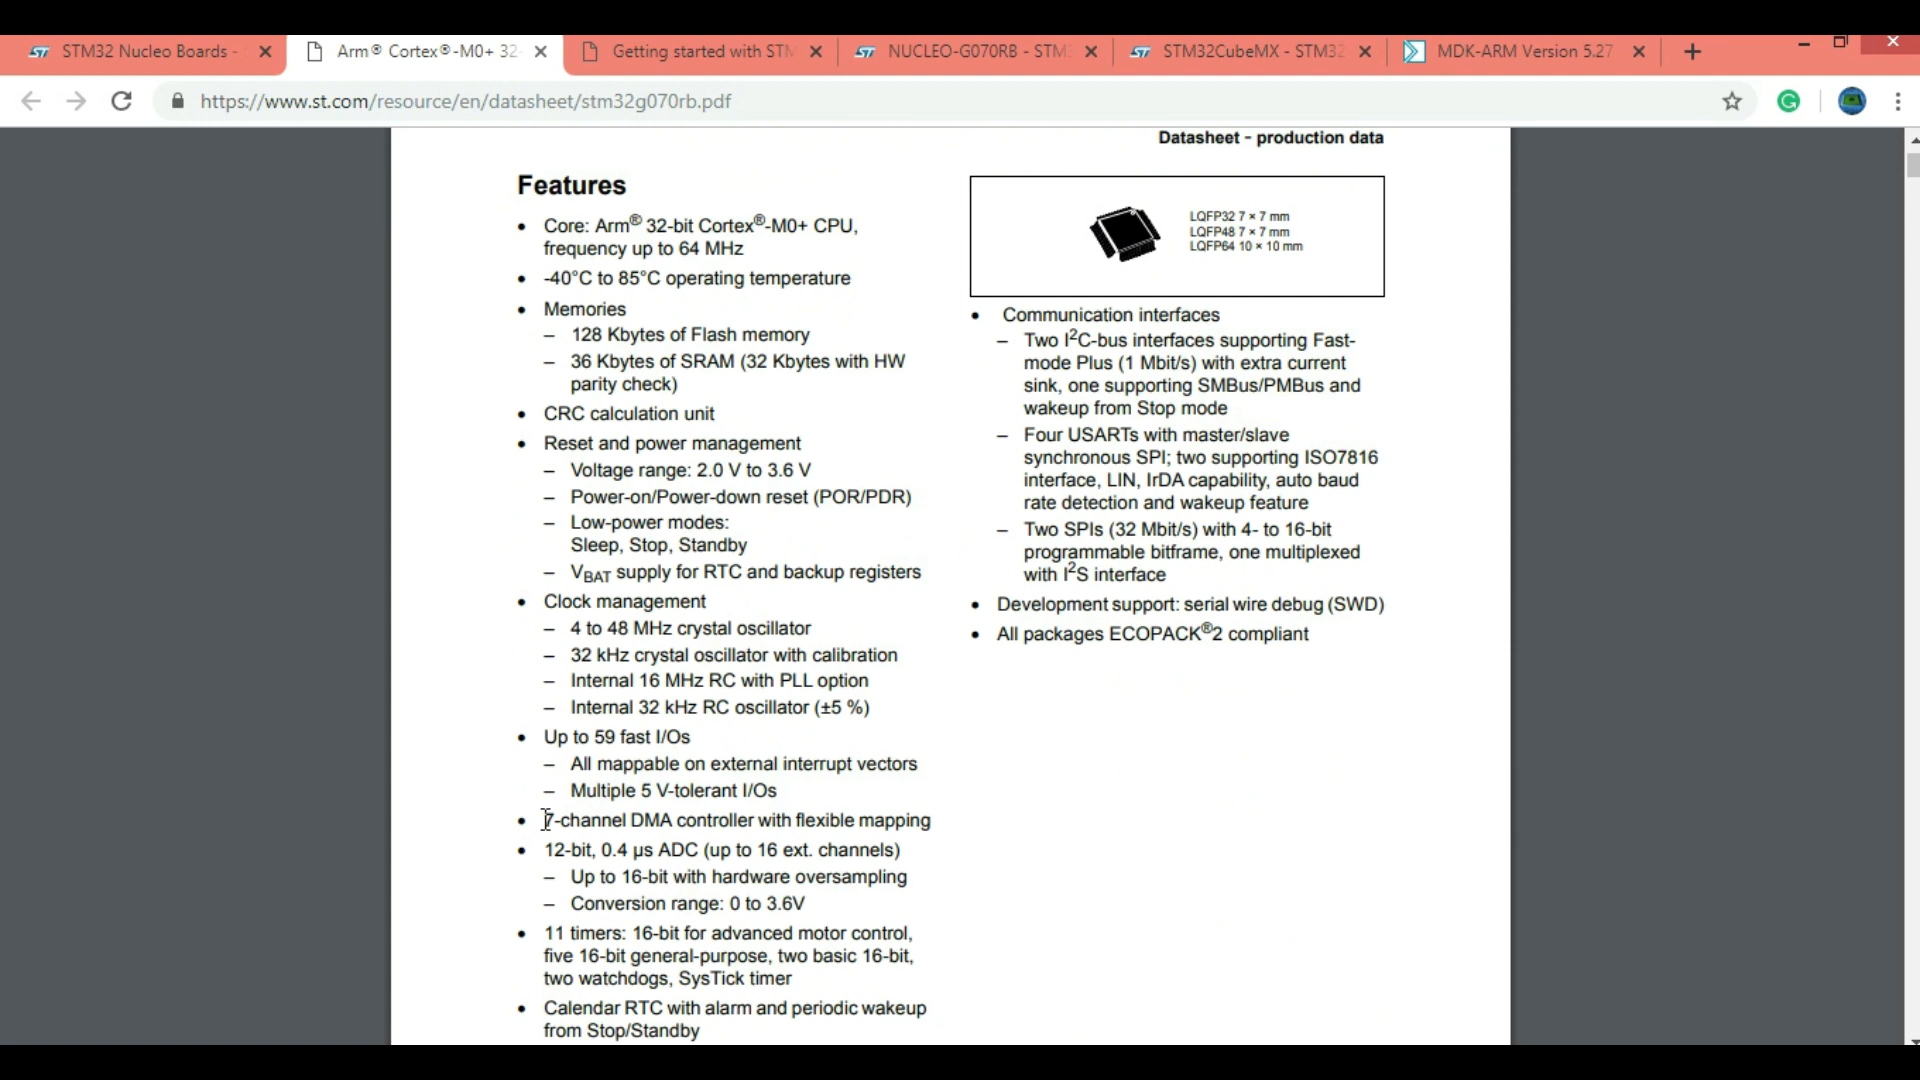 STM32 Nucleo Boards -
Arm® Cortex®-M0+ 32-
Getting started with STM
NUCLEO-G070RB - STM3
STM32CubeMX - STM32
MDK-ARM Version 5.27
https://www.st.com/resource/en/datasheet/stm32g070rb.pdf
Datasheet - production data
Features
• Core: Arm® 32-bit Cortex®-M0+ CPU,
frequency up to 64 MHz
• -40°C to 85°C operating temperature
• Memories
– 128 Kbytes of Flash memory
– 36 Kbytes of SRAM (32 Kbytes with HW
parity check)
• CRC calculation unit
• Reset and power management
– Voltage range: 2.0 V to 3.6 V
– Power-on/Power-down reset (POR/PDR)
– Low-power modes:
Sleep, Stop, Standby
– VBAT supply for RTC and backup registers
• Clock management
– 4 to 48 MHz crystal oscillator
– 32 kHz crystal oscillator with calibration
– Internal 16 MHz RC with PLL option
– Internal 32 kHz RC oscillator (±5 %)
• Up to 59 fast I/Os
– All mappable on external interrupt vectors
– Multiple 5 V-tolerant I/Os
• 7-channel DMA controller with flexible mapping
• 12-bit, 0.4 µs ADC (up to 16 ext. channels)
– Up to 16-bit with hardware oversampling
– Conversion range: 0 to 3.6V
• 11 timers: 16-bit for advanced motor control,
five 16-bit general-purpose, two basic 16-bit,
two watchdogs, SysTick timer
• Calendar RTC with alarm and periodic wakeup
from Stop/Standby
LQFP32 7 × 7 mm
LQFP48 7 × 7 mm
LQFP64 10 × 10 mm
• Communication interfaces
– Two I²C-bus interfaces supporting Fast-
mode Plus (1 Mbit/s) with extra current
sink, one supporting SMBus/PMBus and
wakeup from Stop mode
– Four USARTs with master/slave
synchronous SPI; two supporting ISO7816
interface, LIN, IrDA capability, auto baud
rate detection and wakeup feature
– Two SPIs (32 Mbit/s) with 4- to 16-bit
programmable bitframe, one multiplexed
with I²S interface
• Development support: serial wire debug (SWD)
• All packages ECOPACK®2 compliant